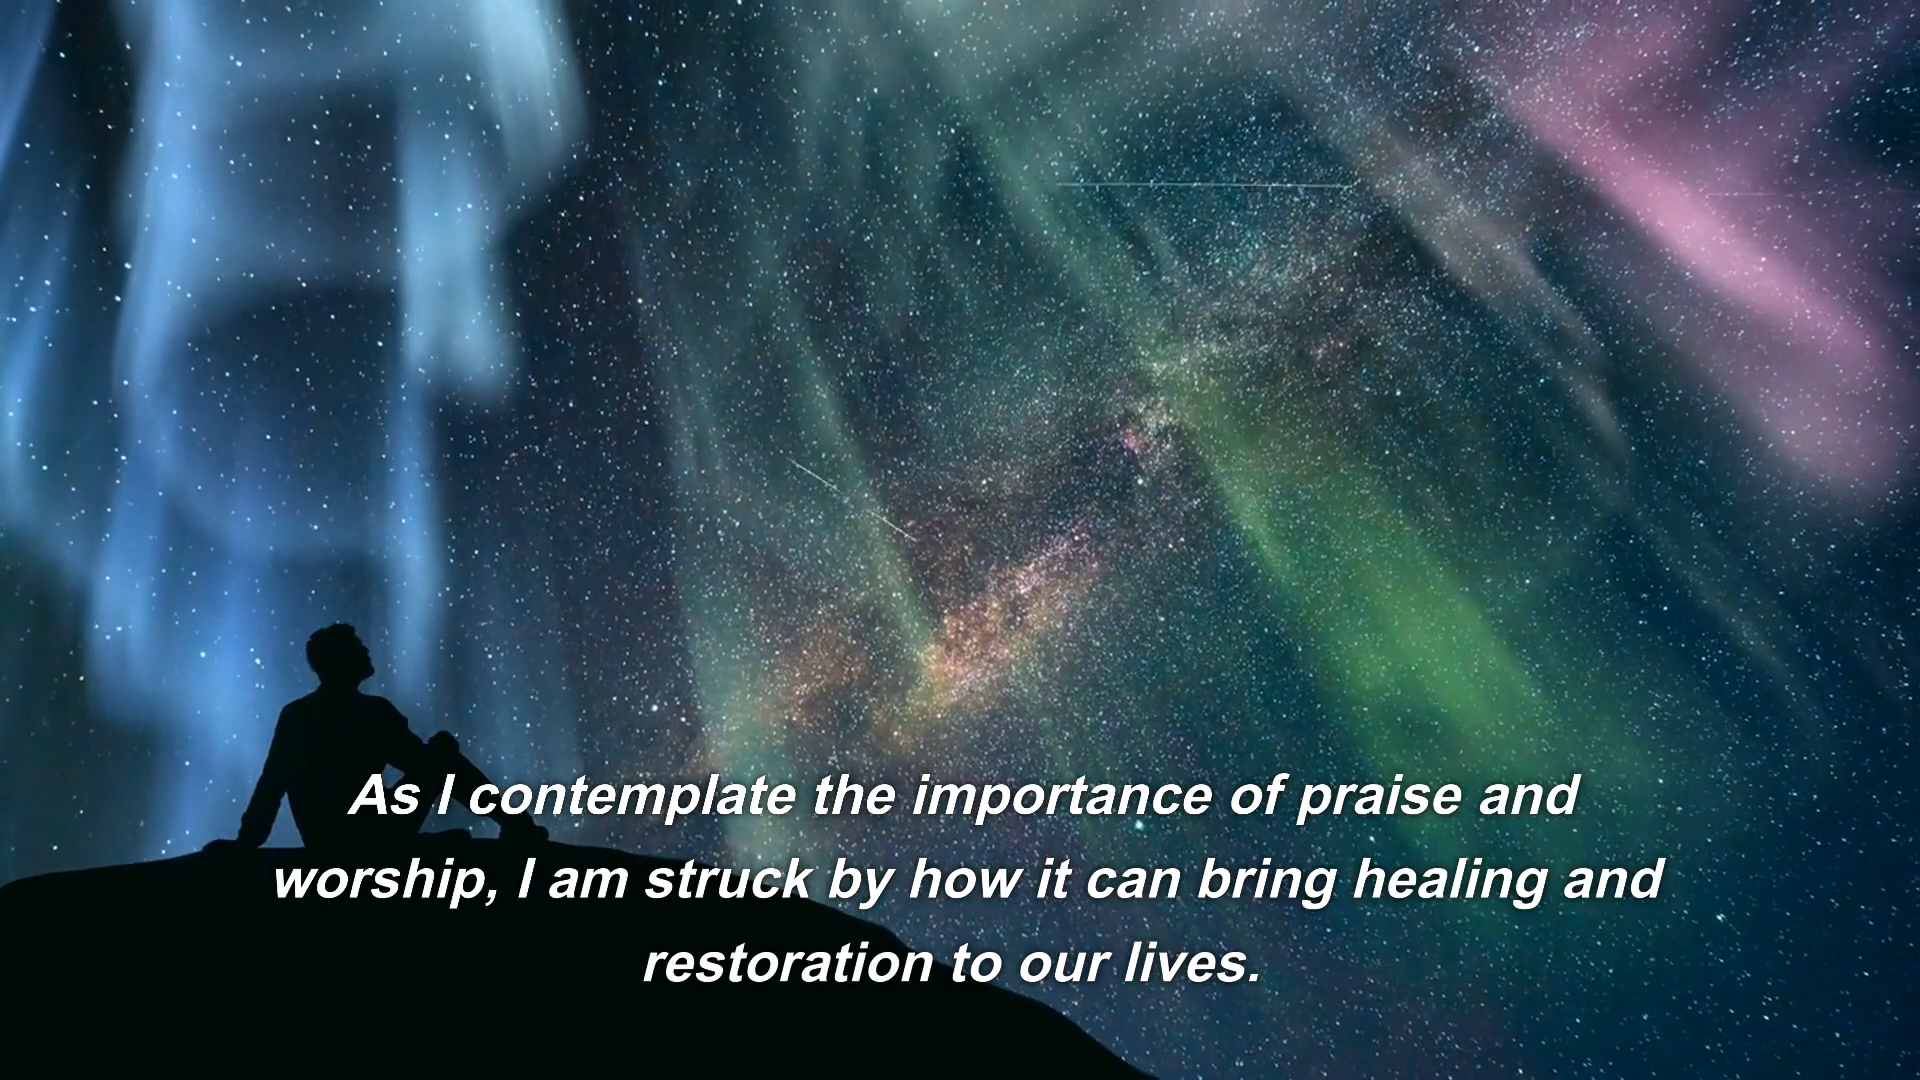 As I contemplate the importance of praise and
worship, I am struck by how it can bring healing and
restoration to our lives.